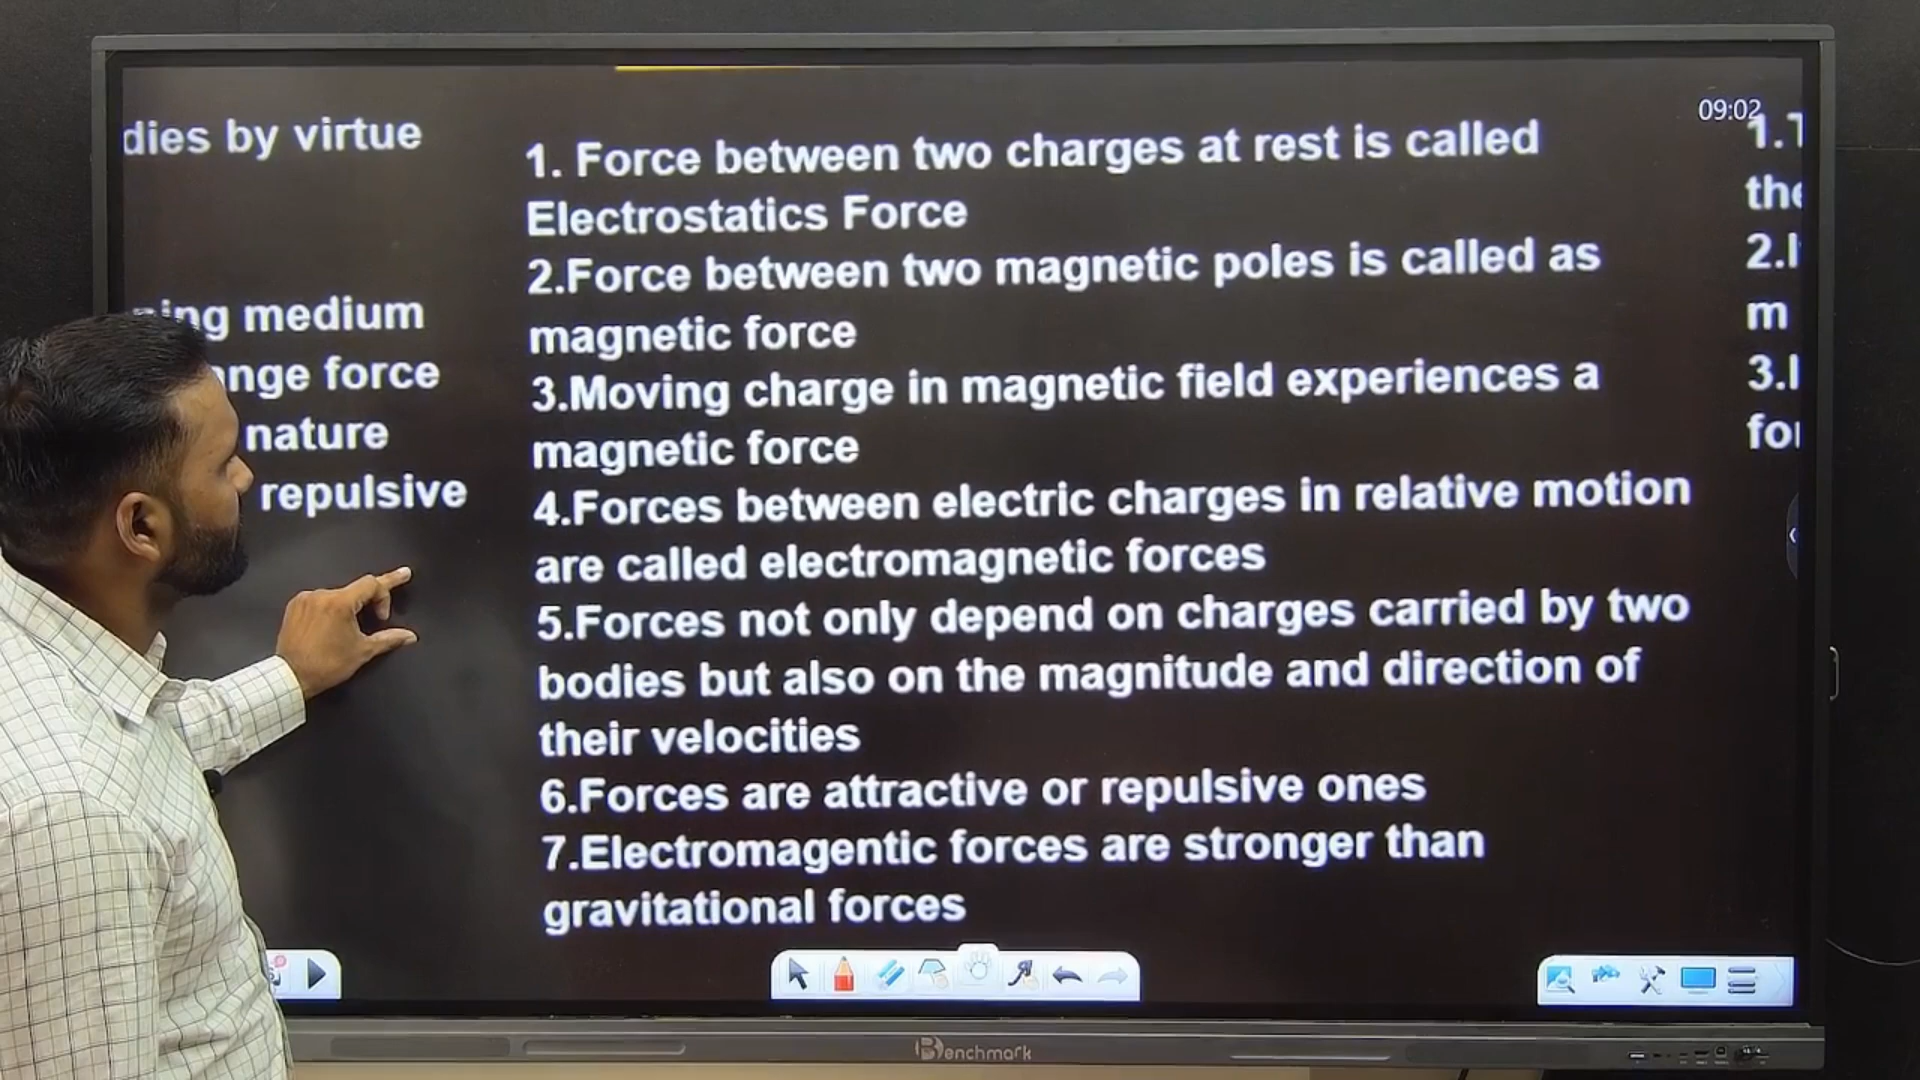 dies by virtue
medium
nge force
nature
repulsive
1. Force between two charges at rest is called
Electrostatics Force
2.Force between two magnetic poles is called as
magnetic force
3.Moving charge in magnetic field experiences a
magnetic force
4.Forces between electric charges in relative motion
are called electromagnetic forces
5.Forces not only depend on charges carried by two
bodies but also on the magnitude and direction of
their velocities
6.Forces are attractive or repulsive ones
7.Electromagentic forces are stronger than
gravitational forces
09:02
1.T
the
2.I
m
3.I
for
Benchmark